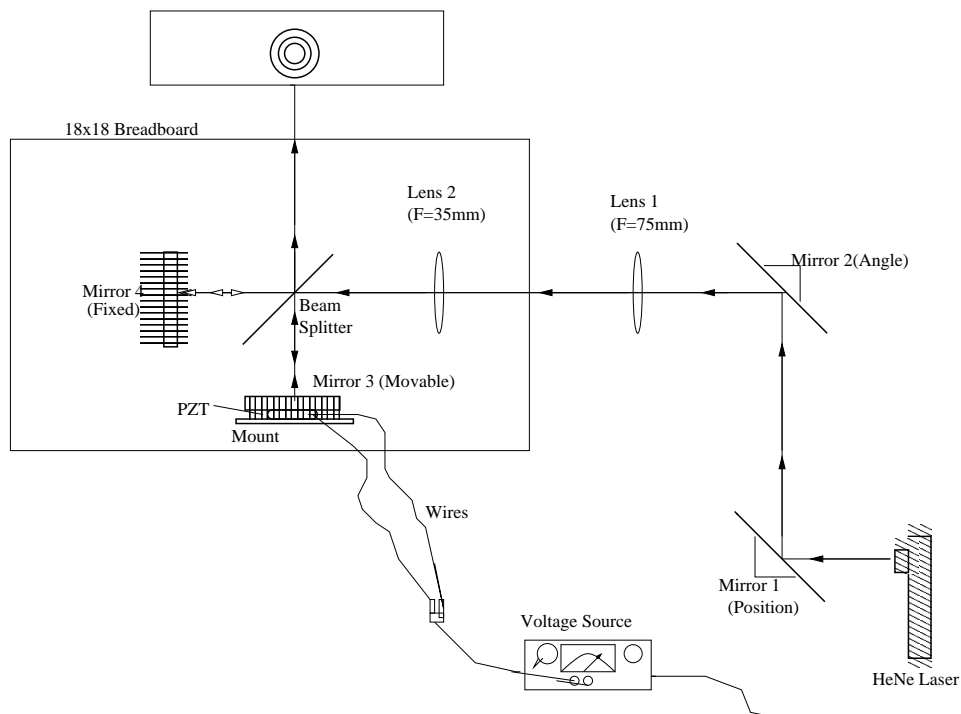 18x18 Breadboard
Lens 2
(F=35mm)
Lens 1
(F=75mm)
Mirror 2(Angle)
Mirror 4
(Fixed)
Beam
Splitter
Mirror 3 (Movable)
PZT
Mount
Wires
Mirror 1
(Position)
Voltage Source
HeNe Laser